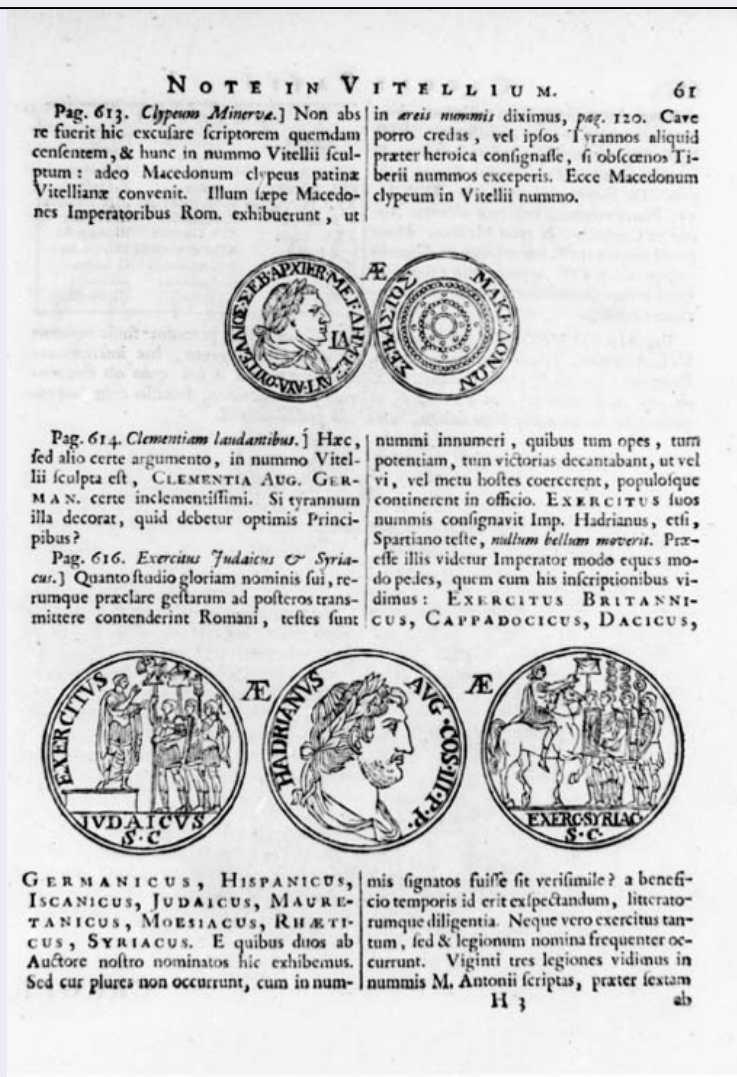 NOTE IN VITELLIUM. 61
Pag. 613. Clypeum Minervæ.] Non abs
re fuerit hic excuſare ſcriptorem quemdam
cenſentem, & hunc in nummo Vitellii ſcul-
ptum : adeo Macedonum clypeus patinæ
Vitellianæ convenit. Illum ſæpe Macedo-
nes Imperatoribus Rom. exhibuerunt , ut
in æreis nummis diximus, pag. 120. Cave
porro credas , vel ipſos Tyrannos aliquid
præter heroica conſignaſſe, ſi obſcœnos Ti-
berii nummos exceperis. Ecce Macedonum
clypeum in Vitellii nummo.
Æ
ΙΔ
ΣΕΒΑΣΤΙΟΣ ΜΑΚΕΔΟΝΩΝ
Pag. 614. Clementiam laudantibus.] Hæc,
ſed alio certe argumento, in nummo Vitel-
lii ſculpta eſt , CLEMENTIA AUG. GER-
MAN. certe inclementiſſimi. Si tyrannum
illa decorat, quid debetur optimis Princi-
pibus?
Pag. 616. Exercitus Judaicus & Syria-
cus.] Quanto ſtudio gloriam nominis ſui, re-
rumque præclare geſtarum ad poſteros trans-
mittere contenderint Romani , teſtes ſunt
nummi innumeri , quibus tum opes , tum
potentiam, tum victorias decantabant, ut vel
vi, vel metu hoſtes coercerent, populoſque
continerent in officio. EXERCITUS ſuos
nummis conſignavit Imp. Hadrianus, etſi,
Spartiano teſte, nullum bellum moverit. Præ-
eſſe illis videtur Imperator modo eques mo-
do pedes, quem cum his inſcriptionibus vi-
dimus : EXERCITUS BRITANNI-
CUS, CAPPADOCICUS, DACICUS,
EXERCITVS
JUDAICVS
S·C
Æ
HADRIANVS AVG·COS·III·P·P·
Æ
EXERC·SYRIAC·
S·C·
GERMANICUS, HISPANICUS,
ISCANICUS, JUDAICUS, MAURE-
TANICUS, MOESIACUS, RHÆTI-
CUS, SYRIACUS. E quibus duos ab
Auctore noſtro nominatos hic exhibemus.
Sed cur plures non occurrunt, cum in num-
mis ſignatos fuiſſe ſit veriſimile? a benefi-
cio temporis id erit exſpectandum, litterato-
rumque diligentia. Neque vero exercitus tan-
tum, ſed & legionum nomina frequenter oc-
currunt. Viginti tres legiones vidimus in
nummis M. Antonii ſcriptas, præter ſextam
H 3 ab